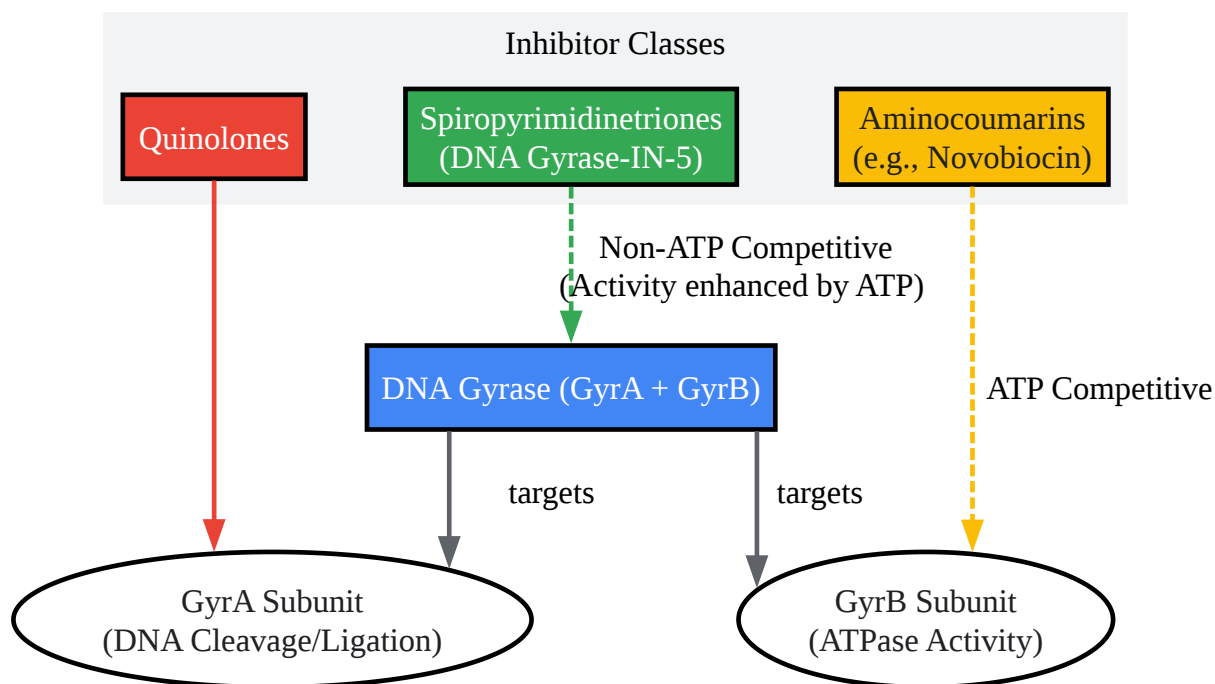 Inhibitor Classes
Quinolones
Spiropyrimidinetriones
(DNA Gyrase-IN-5)
Aminocoumarins
(e.g., Novobiocin)
Non-ATP Competitive
(Activity enhanced by ATP)
DNA Gyrase (GyrA + GyrB)
ATP Competitive
targets
targets
GyrA Subunit
(DNA Cleavage/Ligation)
GyrB Subunit
(ATPase Activity)